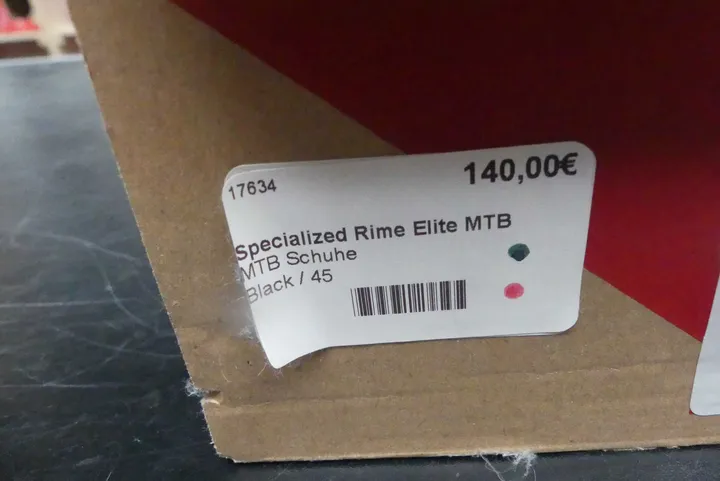 17634
140,00€
Specialized Rime Elite MTB
MTB Schuhe
Black / 45